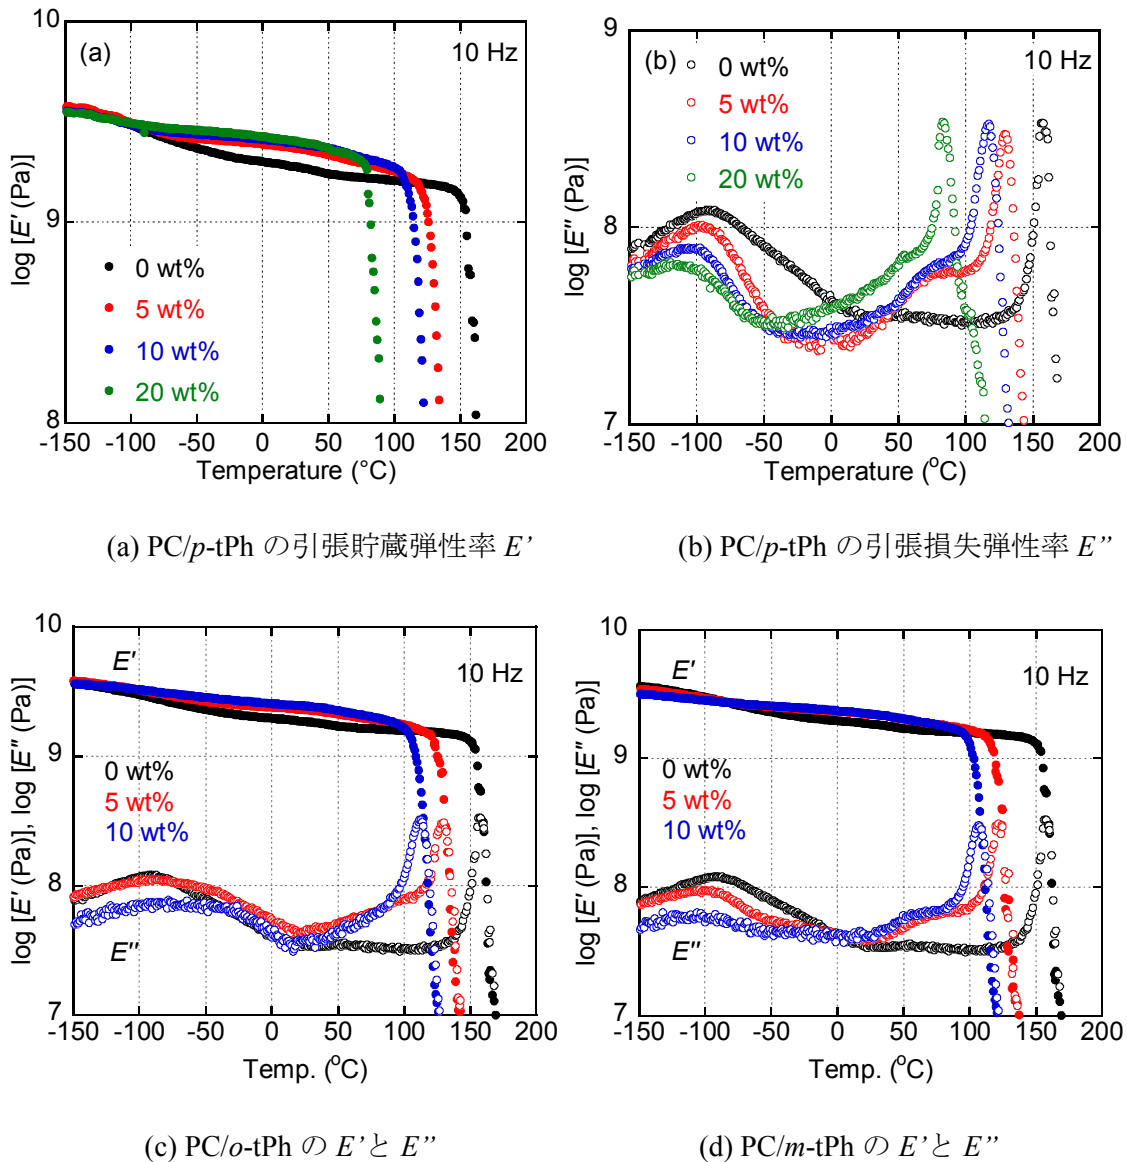 10
(a)
10 Hz
log [E' (Pa)]
9
0 wt%
5 wt%
10 wt%
20 wt%
8
-150 -100 -50 0 50 100 150 200
Temperature (°C)
9
(b)
10 Hz
0 wt%
5 wt%
10 wt%
20 wt%
log [E" (Pa)]
8
7
-150 -100 -50 0 50 100 150 200
Temperature (°C)
(a) PC/p-tPh の引張貯蔵弾性率 E’
(b) PC/p-tPh の引張損失弾性率 E”
10
E'
10 Hz
log [E' (Pa)], log [E" (Pa)]
9
0 wt%
5 wt%
10 wt%
8
E"
7
-150 -100 -50 0 50 100 150 200
Temp. (°C)
10
E'
10 Hz
log [E' (Pa)], log [E" (Pa)]
9
0 wt%
5 wt%
10 wt%
8
E"
7
-150 -100 -50 0 50 100 150 200
Temp. (°C)
(c) PC/o-tPh の E’と E”
(d) PC/m-tPh の E’と E”